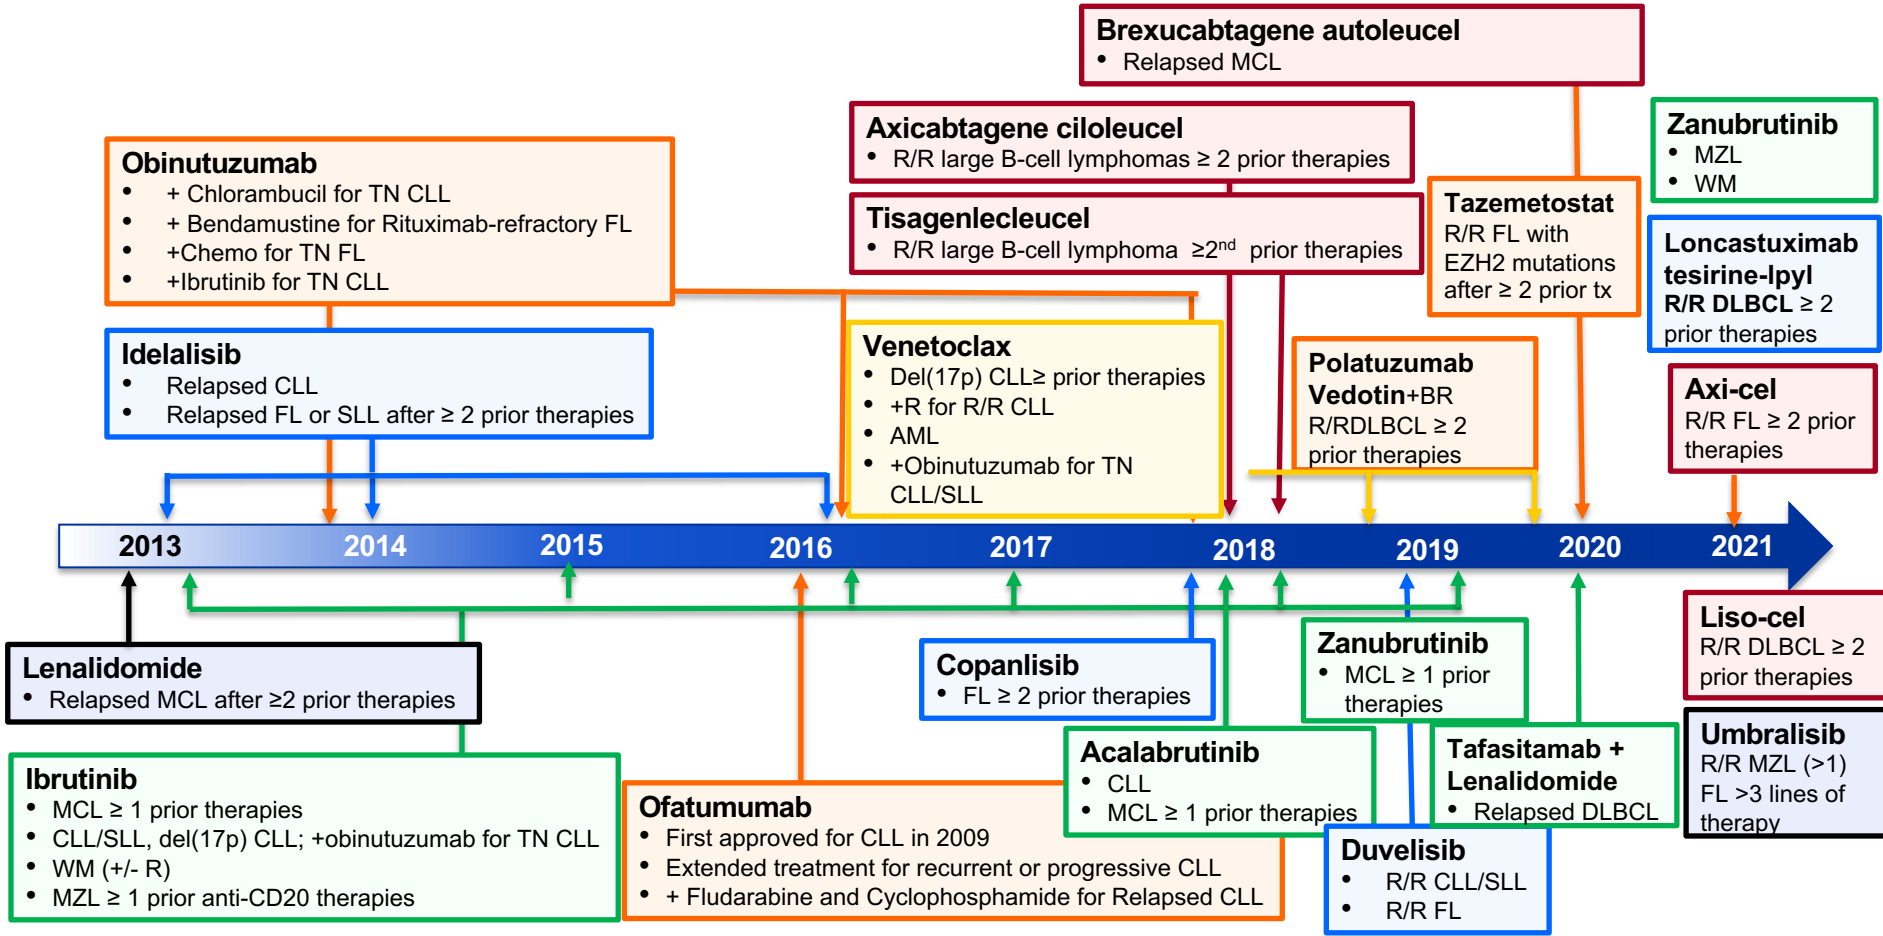 Brexucabtagene autoleucel
• Relapsed MCL
Axicabtagene ciloleucel
• R/R large B-cell lymphomas ≥ 2 prior therapies
Tisagenlecleucel
• R/R large B-cell lymphoma ≥2nd prior therapies
Zanubrutinib
• MZL
• WM
Obinutuzumab
• + Chlorambucil for TN CLL
• + Bendamustine for Rituximab-refractory FL
• +Chemo for TN FL
• +Ibrutinib for TN CLL
Tazemetostat
R/R FL with
EZH2 mutations
after ≥ 2 prior tx
Loncastuximab
tesirine-lpyl
R/R DLBCL ≥ 2
prior therapies
Idelalisib
• Relapsed CLL
• Relapsed FL or SLL after ≥ 2 prior therapies
Venetoclax
• Del(17p) CLL≥ prior therapies
• +R for R/R CLL
• AML
• +Obinutuzumab for TN
CLL/SLL
Polatuzumab
Vedotin+BR
R/RDLBCL ≥ 2
prior therapies
Axi-cel
R/R FL ≥ 2 prior
therapies
2013 2014 2015 2016 2017 2018 2019 2020 2021
Lenalidomide
• Relapsed MCL after ≥2 prior therapies
Copanlisib
• FL ≥ 2 prior therapies
Zanubrutinib
• MCL ≥ 1 prior
therapies
Liso-cel
R/R DLBCL ≥ 2
prior therapies
Ibrutinib
• MCL ≥ 1 prior therapies
• CLL/SLL, del(17p) CLL; +obinutuzumab for TN CLL
• WM (+/- R)
• MZL ≥ 1 prior anti-CD20 therapies
Ofatumumab
• First approved for CLL in 2009
• Extended treatment for recurrent or progressive CLL
• + Fludarabine and Cyclophosphamide for Relapsed CLL
Acalabrutinib
• CLL
• MCL ≥ 1 prior therapies
Tafasitamab +
Lenalidomide
• Relapsed DLBCL
Umbralisib
R/R MZL (>1)
FL >3 lines of
therapy
Duvelisib
• R/R CLL/SLL
• R/R FL